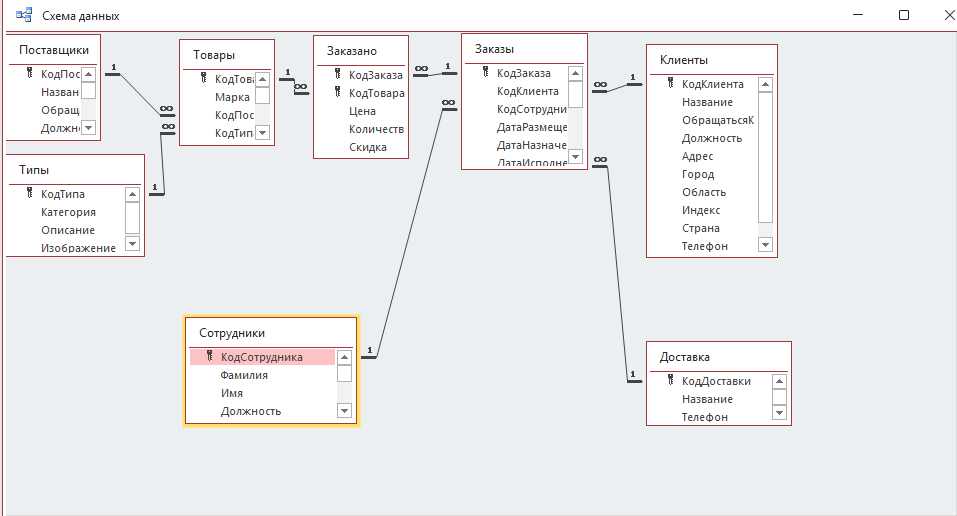 Схема данных
Поставщики
КодПос
Назван
Обращ
Должн
Типы
КодТипа
Категория
Описание
Изображение
Товары
КодТова
Марка
КодПос
КодТип
Заказано
КодЗаказа
КодТовара
Цена
Количеств
Скидка
Заказы
КодЗаказа
КодКлиента
КодСотрудни
ДатаРазмеще
ДатаНазначе
ДатаИсполне
Клиенты
КодКлиента
Название
ОбращатьсяК
Должность
Адрес
Город
Область
Индекс
Страна
Телефон
Сотрудники
КодСотрудника
Фамилия
Имя
Должность
Доставка
КодДоставки
Название
Телефон
1
∞
1
∞
1
∞
∞
1
∞
1
∞
1
∞
1